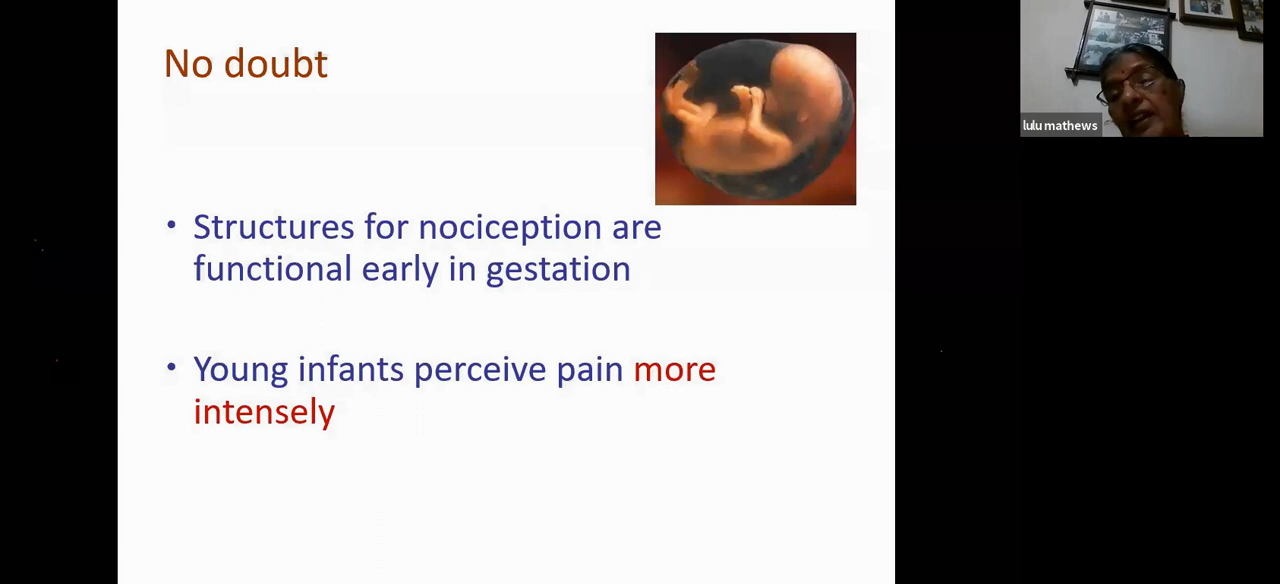 No doubt
• Structures for nociception are
functional early in gestation
• Young infants perceive pain more
intensely
lulu mathews